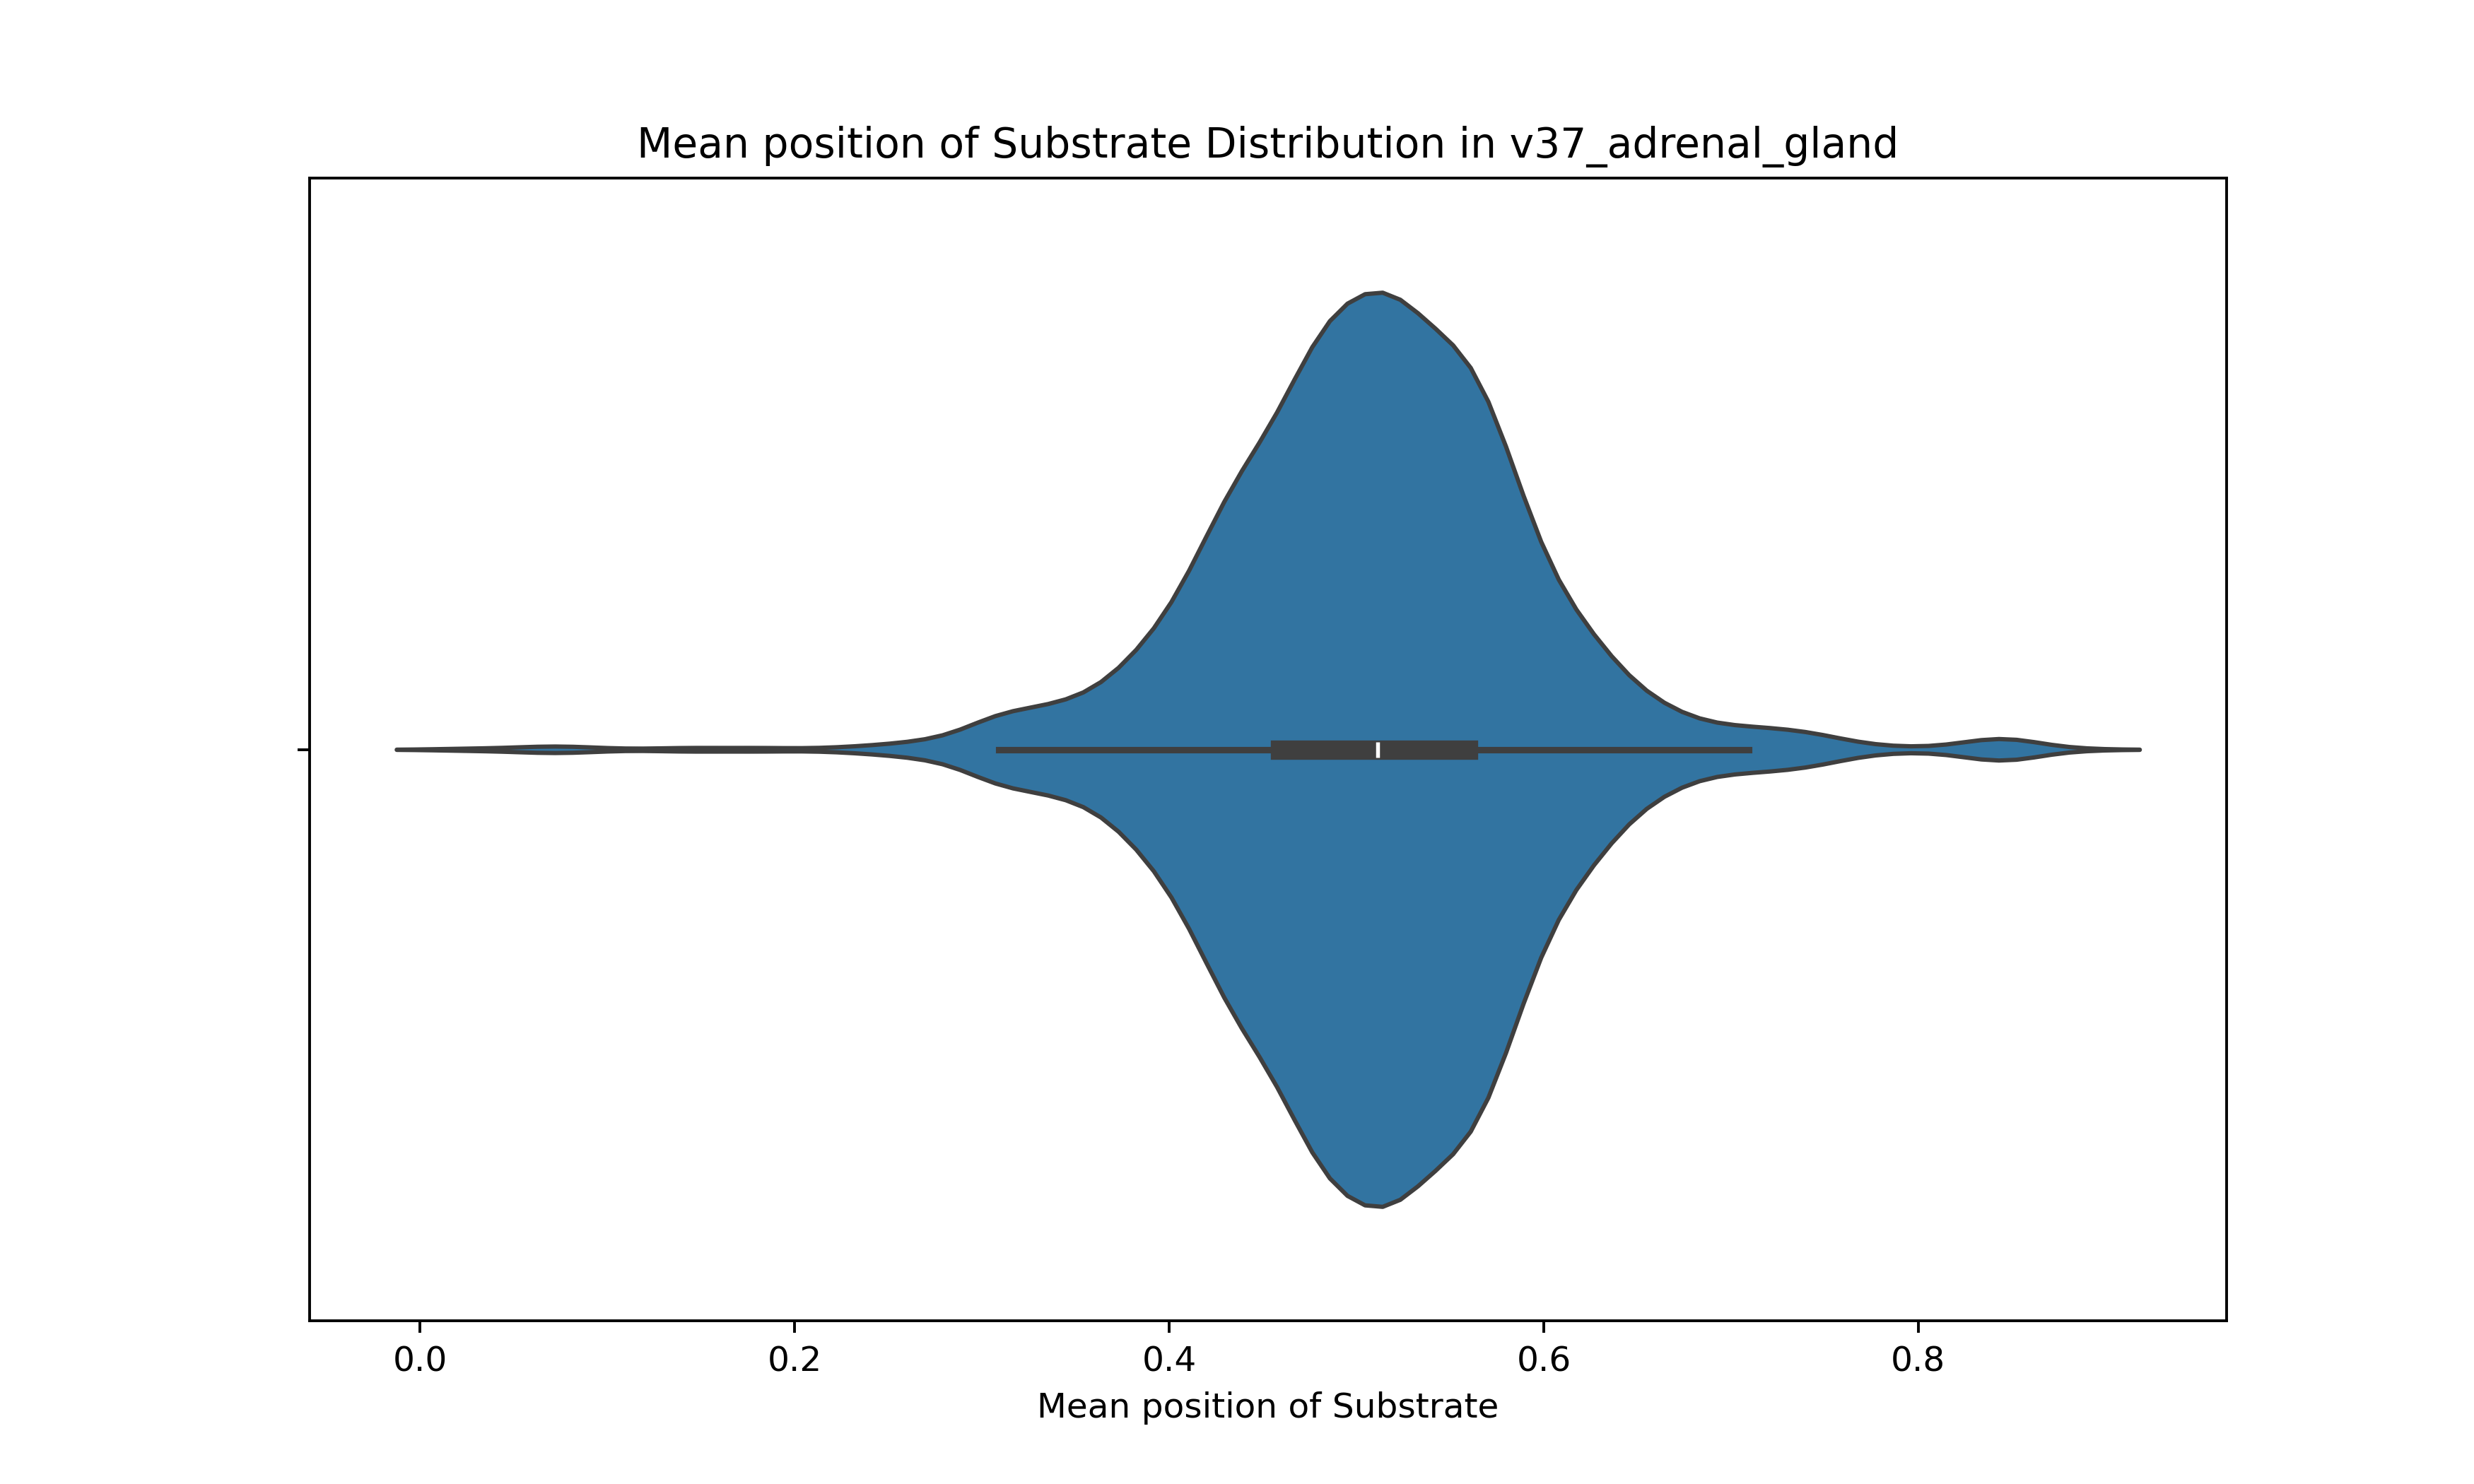 Mean position of Substrate Distribution in v37_adrenal_gland
0.0 0.2 0.4 0.6 0.8
Mean position of Substrate